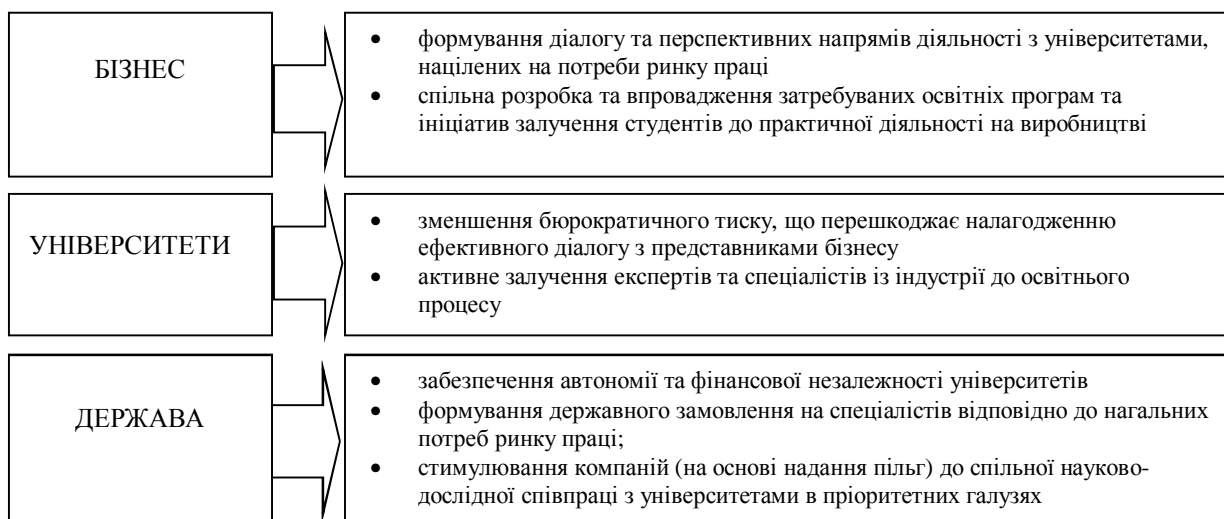 БІЗНЕС
• формування діалогу та перспективних напрямів діяльності з університетами,
націлених на потреби ринку праці
• спільна розробка та впровадження затребуваних освітніх програм та
ініціатив залучення студентів до практичної діяльності на виробництві
УНІВЕРСИТЕТИ
• зменшення бюрократичного тиску, що перешкоджає налагодженню
ефективного діалогу з представниками бізнесу
• активне залучення експертів та спеціалістів із індустрії до освітнього
процесу
ДЕРЖАВА
• забезпечення автономії та фінансової незалежності університетів
• формування державного замовлення на спеціалістів відповідно до нагальних
потреб ринку праці;
• стимулювання компаній (на основі надання пільг) до спільної науково-
дослідної співпраці з університетами в пріоритетних галузях